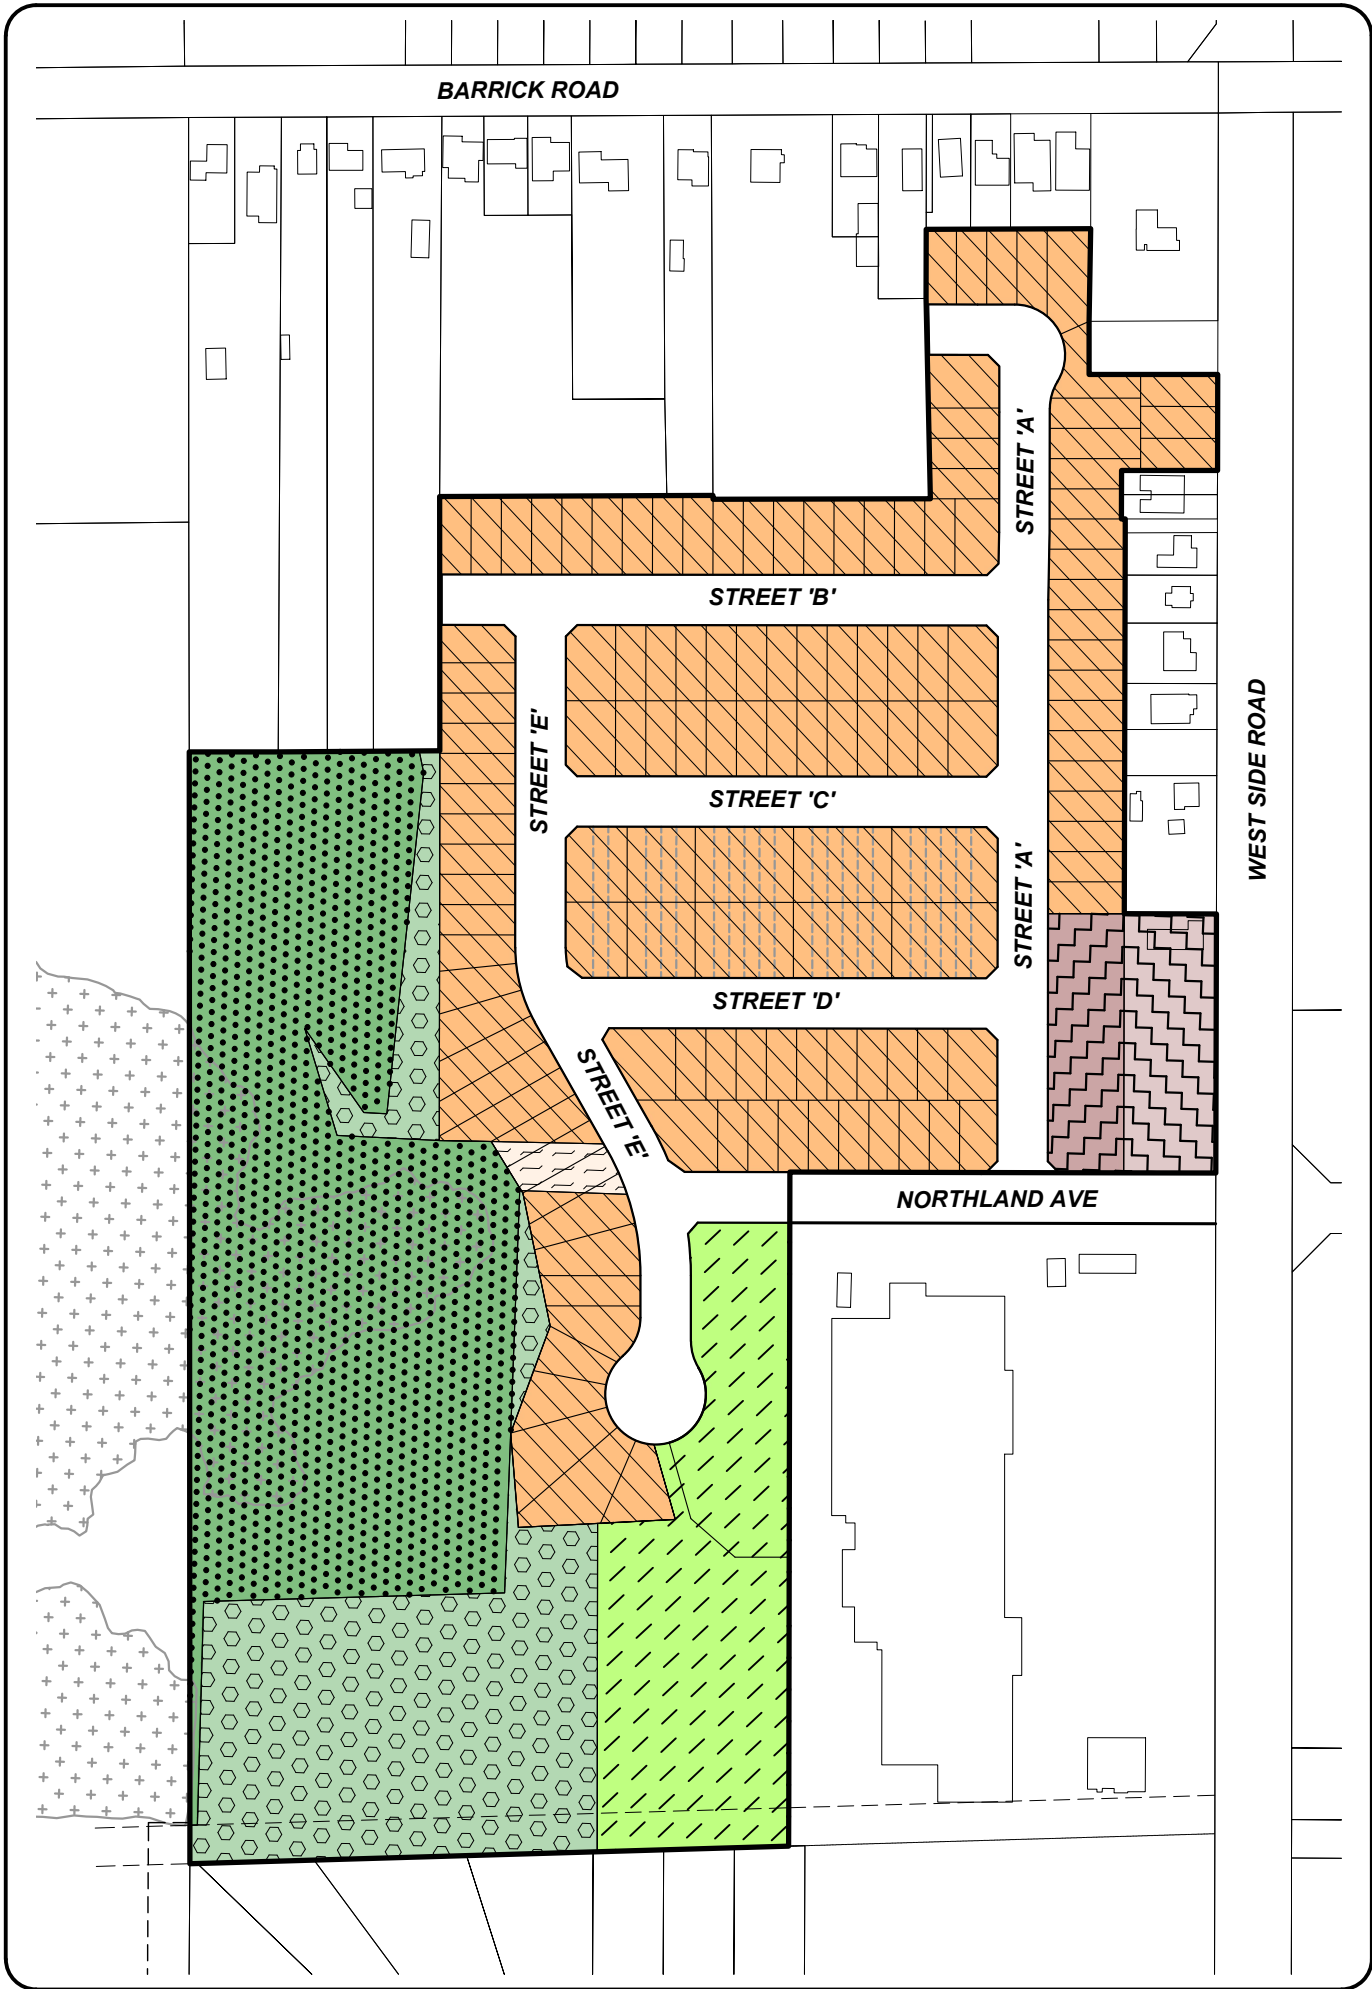 BARRICK ROAD
STREET 'A'
STREET 'B'
STREET 'E'
STREET 'C'
WEST SIDE ROAD
STREET 'A'
STREET 'D'
STREET 'E'
NORTHLAND AVE